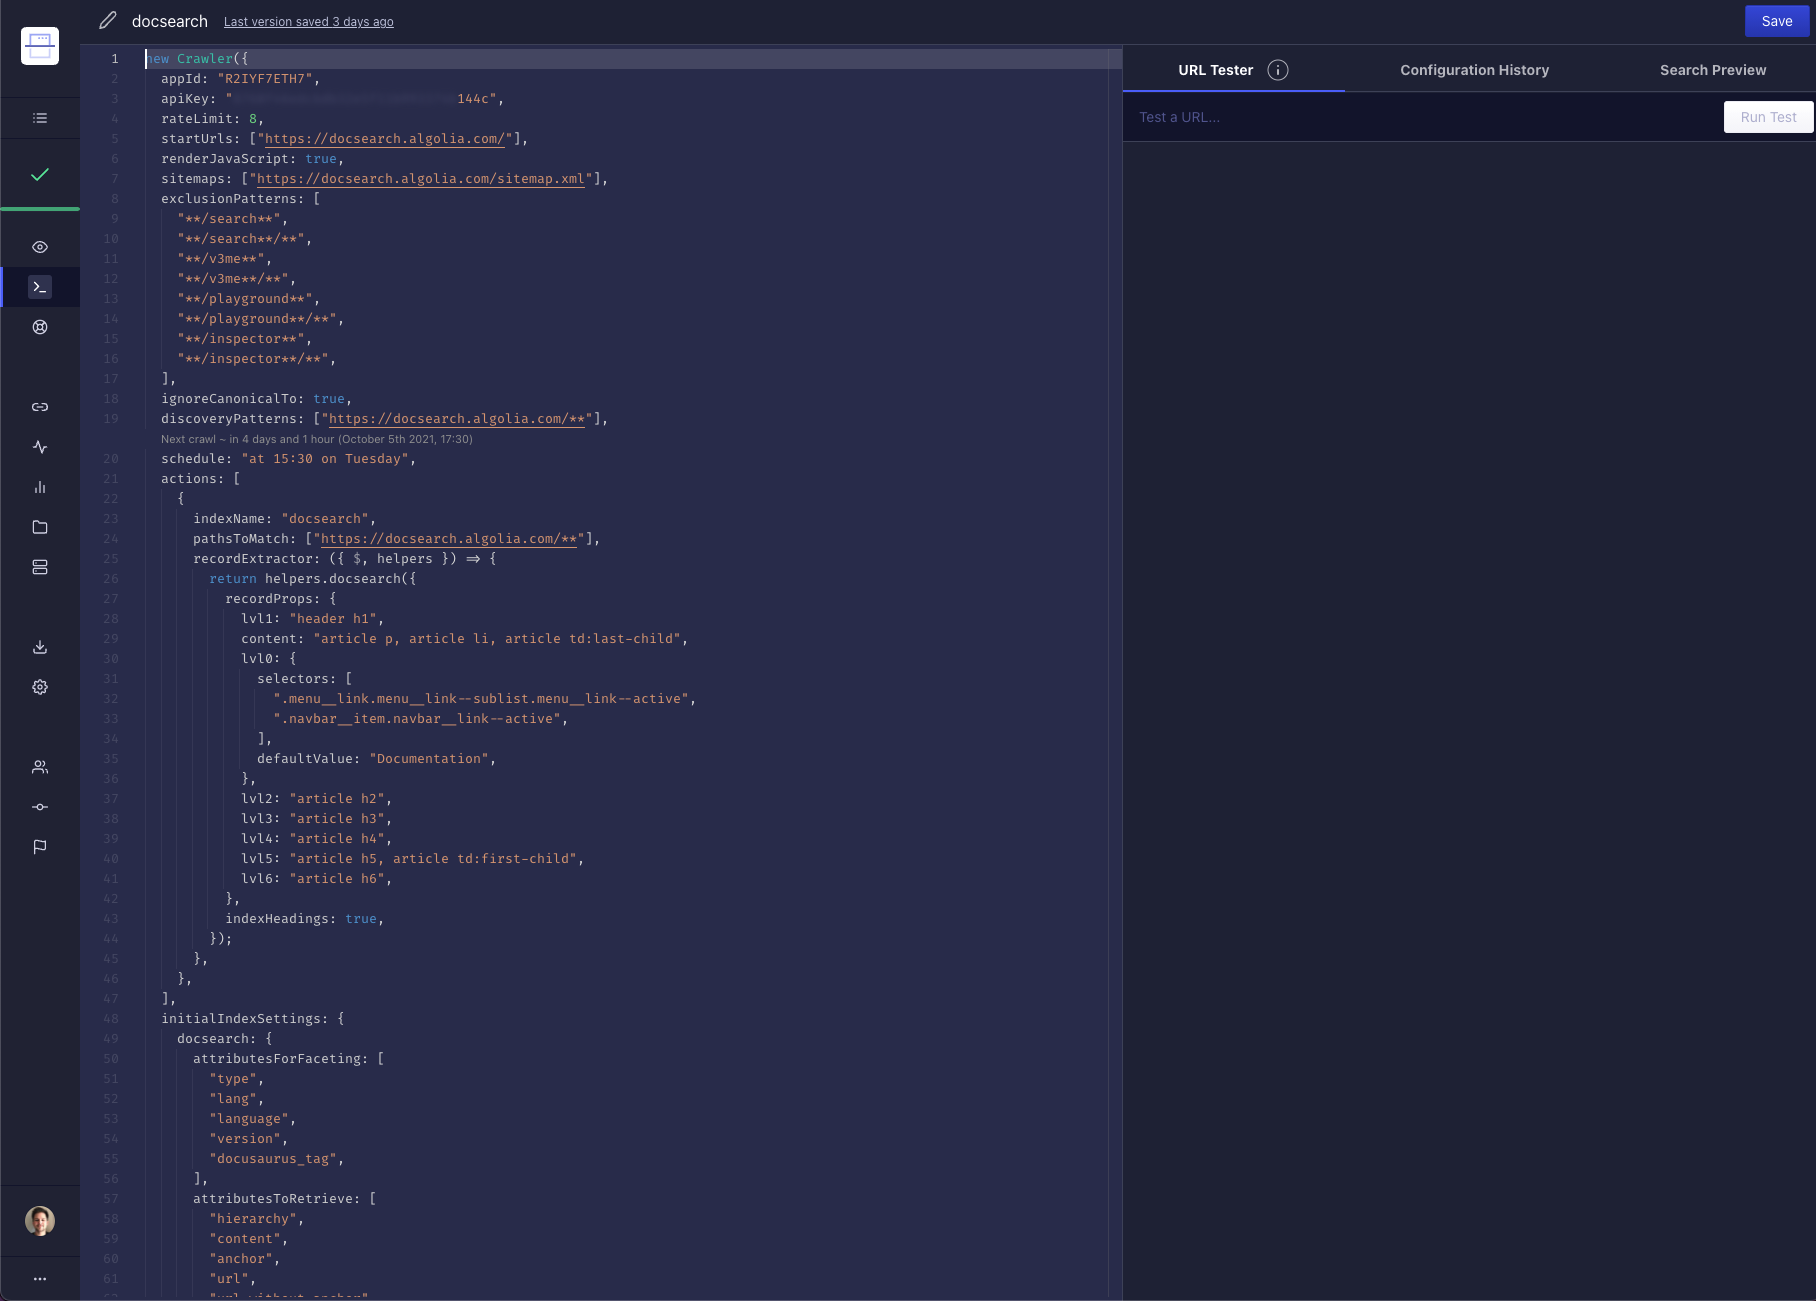 docsearch Last version saved 3 days ago
Save
1 new Crawler({
2 appId: "R2IYF7ETH7",
3 apiKey: " 144c",
4 rateLimit: 8,
5 startUrls: ["https://docsearch.algolia.com/"],
6 renderJavaScript: true,
7 sitemaps: ["https://docsearch.algolia.com/sitemap.xml"],
8 exclusionPatterns: [
9 "**/search**",
10 "**/search**/**",
11 "**/v3me**",
12 "**/v3me**/**",
13 "**/playground**",
14 "**/playground**/**",
15 "**/inspector**",
16 "**/inspector**/**",
17 ],
18 ignoreCanonicalTo: true,
19 discoveryPatterns: ["https://docsearch.algolia.com/**"],
Next crawl ~ in 4 days and 1 hour (October 5th 2021, 17:30)
20 schedule: "at 15:30 on Tuesday",
21 actions: [
22 {
23 indexName: "docsearch",
24 pathsToMatch: ["https://docsearch.algolia.com/**"],
25 recordExtractor: ({ $, helpers }) => {
26 return helpers.docsearch({
27 recordProps: {
28 lvl1: "header h1",
29 content: "article p, article li, article td:last-child",
30 lvl0: {
31 selectors: [
32 ".menu__link.menu__link--sublist.menu__link--active",
33 ".navbar__item.navbar__link--active",
34 ],
35 defaultValue: "Documentation",
36 },
37 lvl2: "article h2",
38 lvl3: "article h3",
39 lvl4: "article h4",
40 lvl5: "article h5, article td:first-child",
41 lvl6: "article h6",
42 },
43 indexHeadings: true,
44 });
45 },
46 },
47 ],
48 initialIndexSettings: {
49 docsearch: {
50 attributesForFaceting: [
51 "type",
52 "lang",
53 "language",
54 "version",
55 "docusaurus_tag",
56 ],
57 attributesToRetrieve: [
58 "hierarchy",
59 "content",
60 "anchor",
61 "url",
URL Tester i Configuration History Search Preview
Test a URL... Run Test